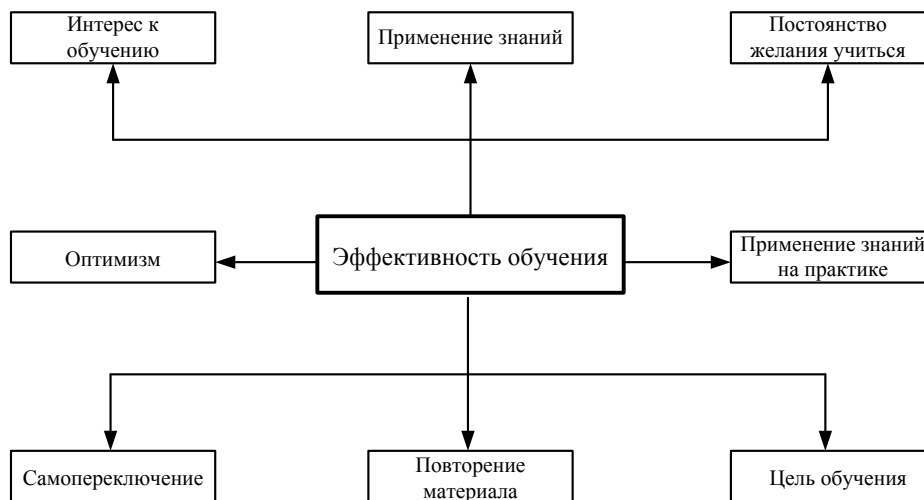 Интерес к
обучению
Применение знаний
Постоянство
желания учиться
Оптимизм
Эффективность обучения
Применение знаний
на практике
Самопереключение
Повторение
материала
Цель обучения